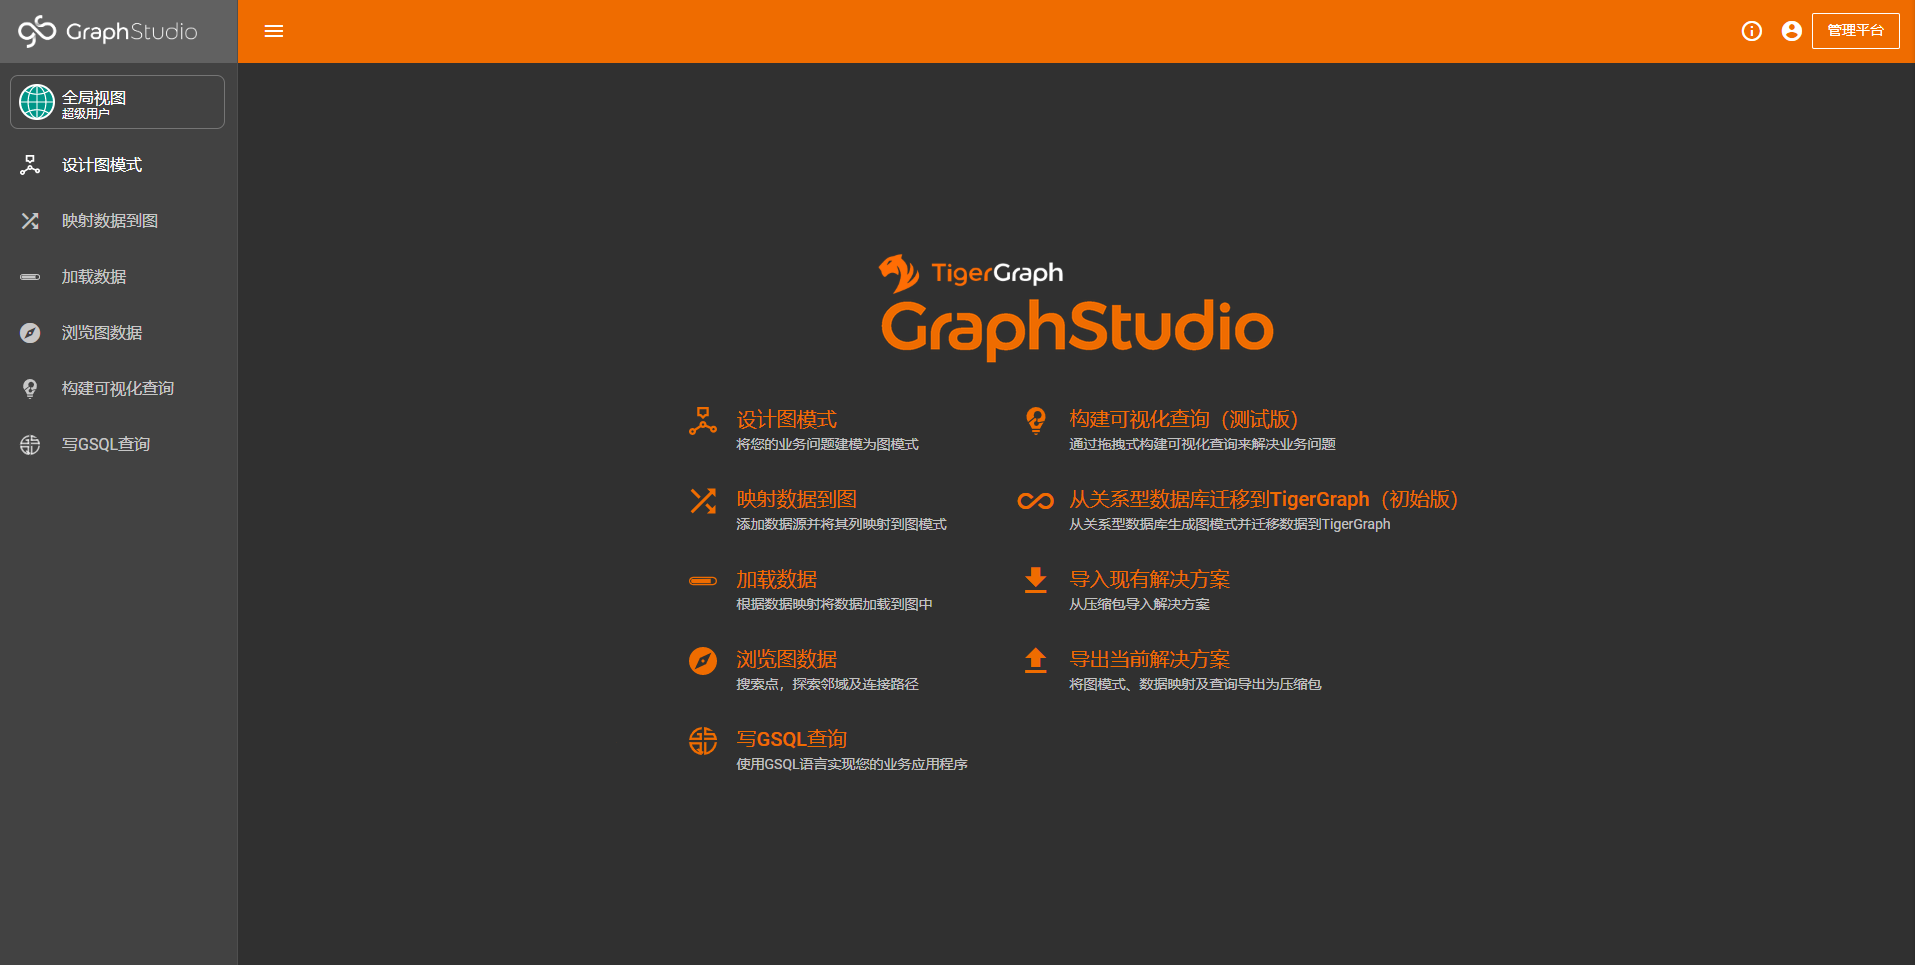 GraphStudio
管理平台
全局视图
超级用户
设计图模式
映射数据到图
加载数据
浏览图数据
构建可视化查询
写GSQL查询
TigerGraph
GraphStudio
设计图模式
将您的业务问题建模为图模式
构建可视化查询（测试版）
通过拖拽式构建可视化查询来解决业务问题
映射数据到图
添加数据源并将其列映射到图模式
从关系型数据库迁移到TigerGraph（初始版）
从关系型数据库生成图模式并迁移数据到TigerGraph
加载数据
根据数据映射将数据加载到图中
导入现有解决方案
从压缩包导入解决方案
浏览图数据
搜索点，探索邻域及连接路径
导出当前解决方案
将图模式、数据映射及查询导出为压缩包
写GSQL查询
使用GSQL语言实现您的业务应用程序